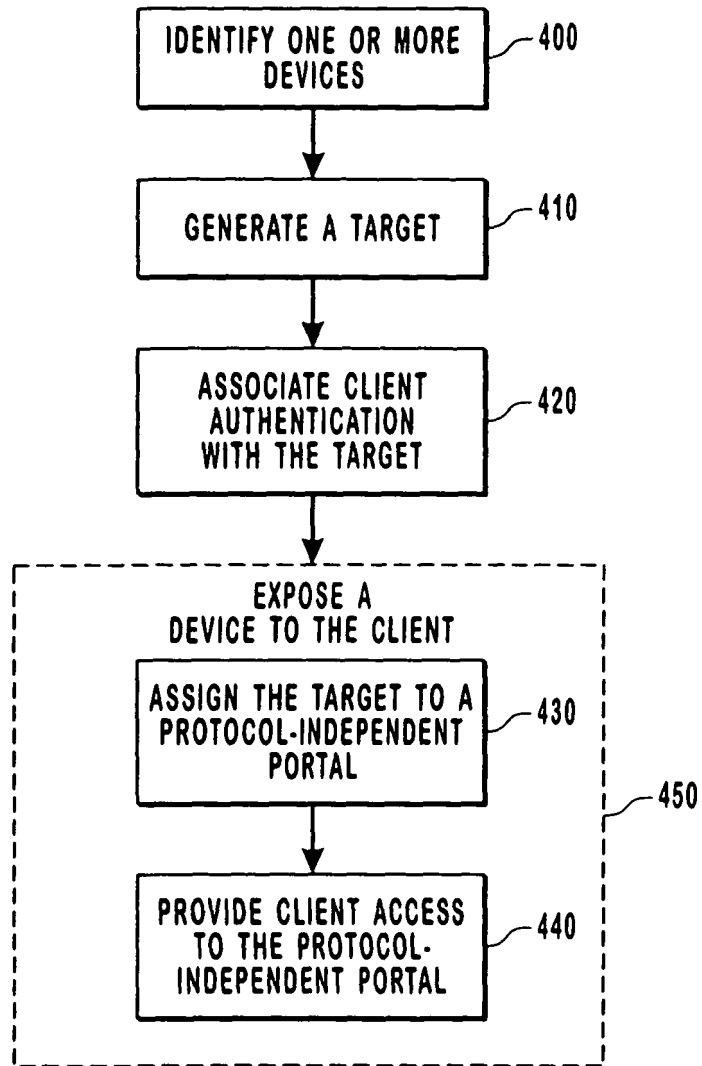 IDENTIFY ONE OR MORE
DEVICES
400
GENERATE A TARGET
410
ASSOCIATE CLIENT
AUTHENTICATION
WITH THE TARGET
420
EXPOSE A
DEVICE TO THE CLIENT
ASSIGN THE TARGET TO A
PROTOCOL-INDEPENDENT
PORTAL
430
450
PROVIDE CLIENT ACCESS
TO THE PROTOCOL-
INDEPENDENT PORTAL
440